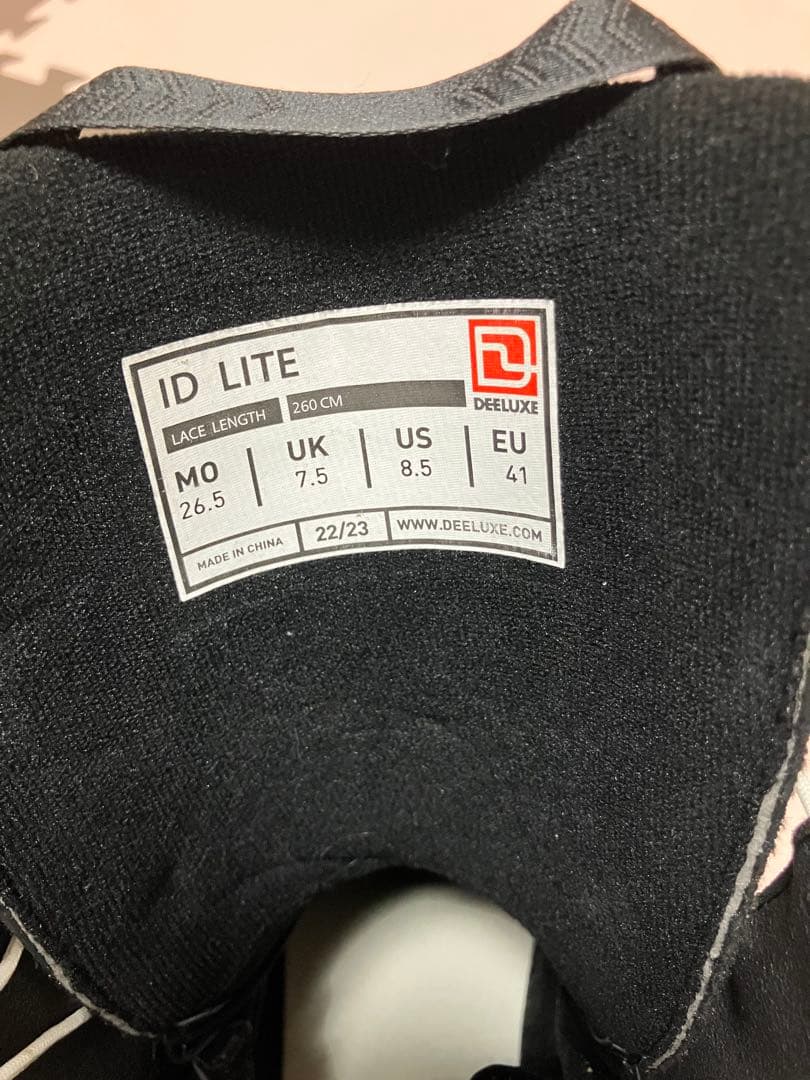 ID LITE
DEELUXE
LACE LENGTH 260 CM
MO UK US EU
26.5 7.5 8.5 41
MADE IN CHINA 22/23 WWW.DEELUXE.COM